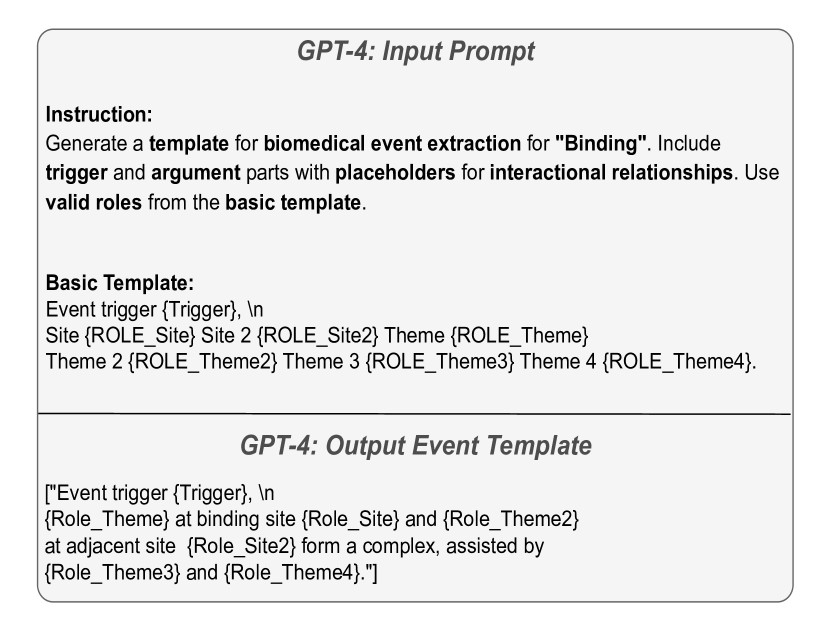 GPT-4: Input Prompt
Instruction:
Generate a template for biomedical event extraction for "Binding". Include
trigger and argument parts with placeholders for interactional relationships. Use
valid roles from the basic template.
Basic Template:
Event trigger {Trigger}, \n
Site {ROLE_Site} Site 2 {ROLE_Site2} Theme {ROLE_Theme}
Theme 2 {ROLE_Theme2} Theme 3 {ROLE_Theme3} Theme 4 {ROLE_Theme4}.
GPT-4: Output Event Template
["Event trigger {Trigger}, \n
{Role_Theme} at binding site {Role_Site} and {Role_Theme2}
at adjacent site {Role_Site2} form a complex, assisted by
{Role_Theme3} and {Role_Theme4}."]